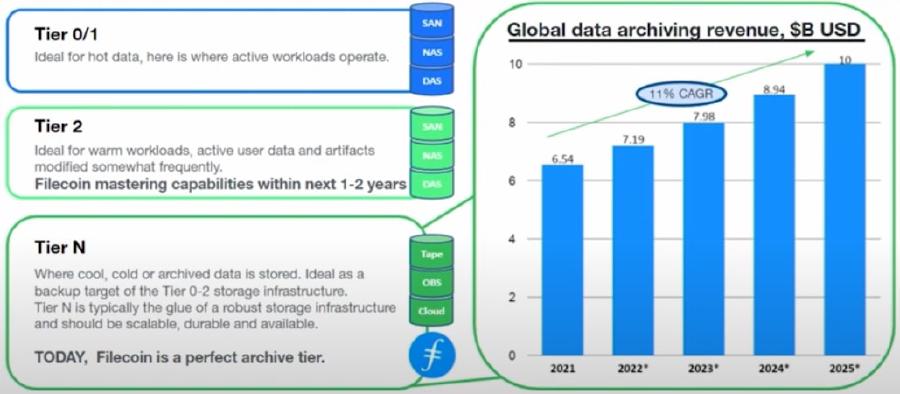 Tier 0/1
Ideal for hot data, here is where active workloads operate.
SAN
NAS
DAS
Tier 2
Ideal for warm workloads, active user data and artifacts
modified somewhat frequently.
Filecoin mastering capabilities within next 1-2 years
SAN
NAS
DAS
Tier N
Where cool, cold or archived data is stored. Ideal as a
backup target of the Tier 0-2 storage infrastructure.
Tier N is typically the glue of a robust storage infrastructure
and should be scalable, durable and available.
TODAY, Filecoin is a perfect archive tier.
Tape
OBS
Cloud
Global data archiving revenue, $B USD
11% CAGR
10
8
6
4
2
0
6.54
7.19
7.98
8.94
10
2021
2022*
2023*
2024*
2025*